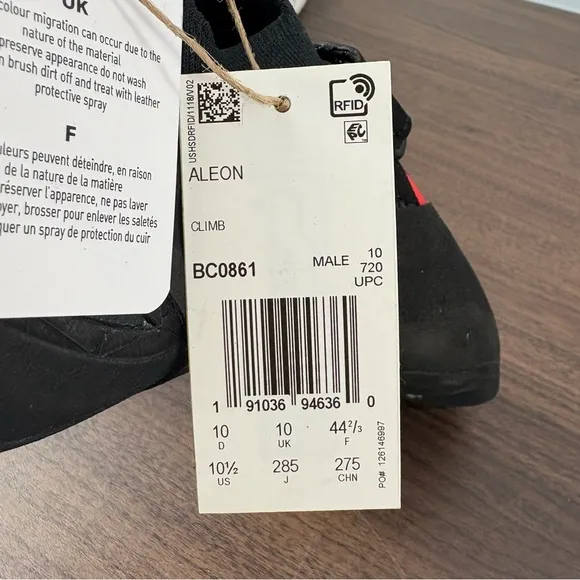 UK
colour migration can occur due to the
nature of the material
preserve appearance do not wash
brush dirt off and treat with leather
protective spray
F
peuvent déteindre, en raison
de la nature de la matière
préserver l'apparence, ne pas laver
brosser pour enlever les saletés
un spray de protection du cuir
USHSDRFID/1118/V02
RFID
ALEON
CLIMB
BC0861 MALE 10
720
UPC
1 91036 94636 0
10 10 44 2/3
D UK F
10½ 285 275
US J CHN
PO# 126146997